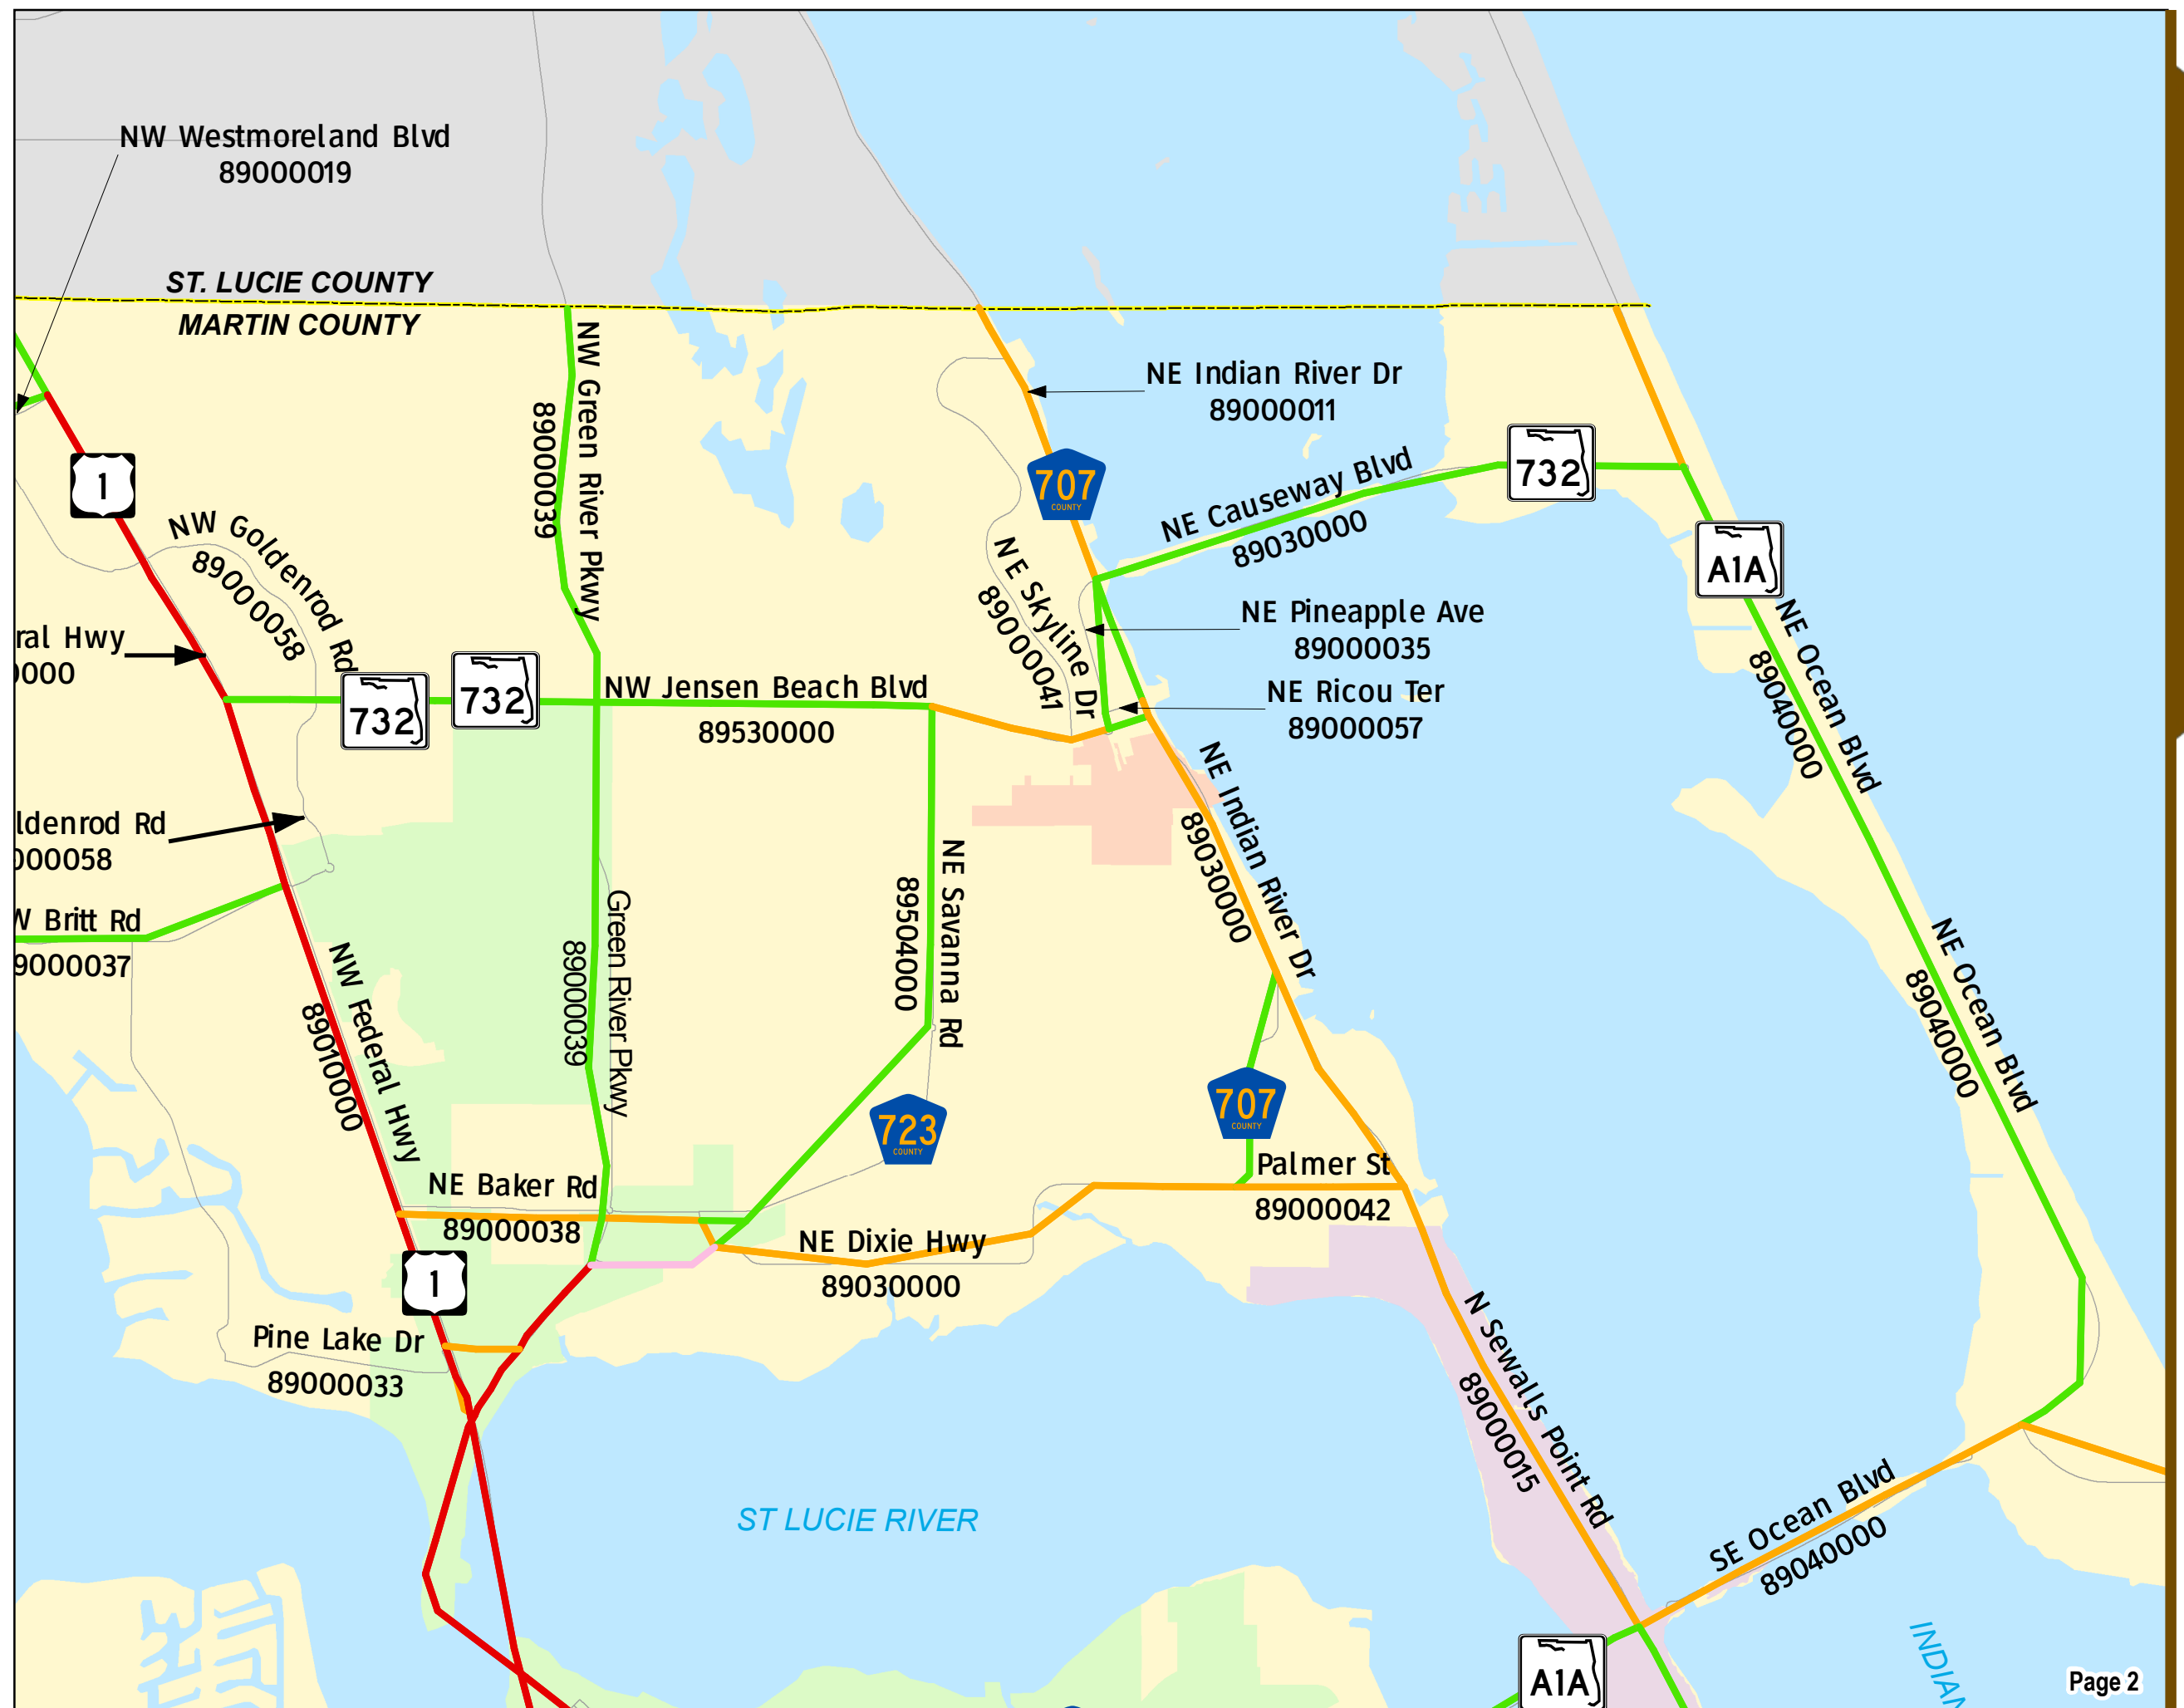 NW Westmoreland Blvd
89000019
ST. LUCIE COUNTY
MARTIN COUNTY
NW Green River Pkwy
89000039
NE Indian River Dr
89000011
1
707
COUNTY
NE Causeway Blvd
89030000
732
A1A
NW Goldenrod Rd
89000058
NE Skyline Dr
89000041
NE Pineapple Ave
89000035
NE Ricou Ter
89000057
ral Hwy
0000
732
732
NW Jensen Beach Blvd
89530000
NE Ocean Blvd
89040000
ldenrod Rd
000058
NE Indian River Dr
89030000
W Britt Rd
9000037
NE Savanna Rd
89504000
Green River Pkwy
89000039
NW Federal Hwy
89010000
NE Ocean Blvd
89040000
723
COUNTY
707
COUNTY
Palmer St
89000042
NE Baker Rd
89000038
NE Dixie Hwy
89030000
1
Pine Lake Dr
89000033
N Sewalls Point Rd
89000015
SE Ocean Blvd
89040000
ST LUCIE RIVER
INDIAN
A1A
Page 2